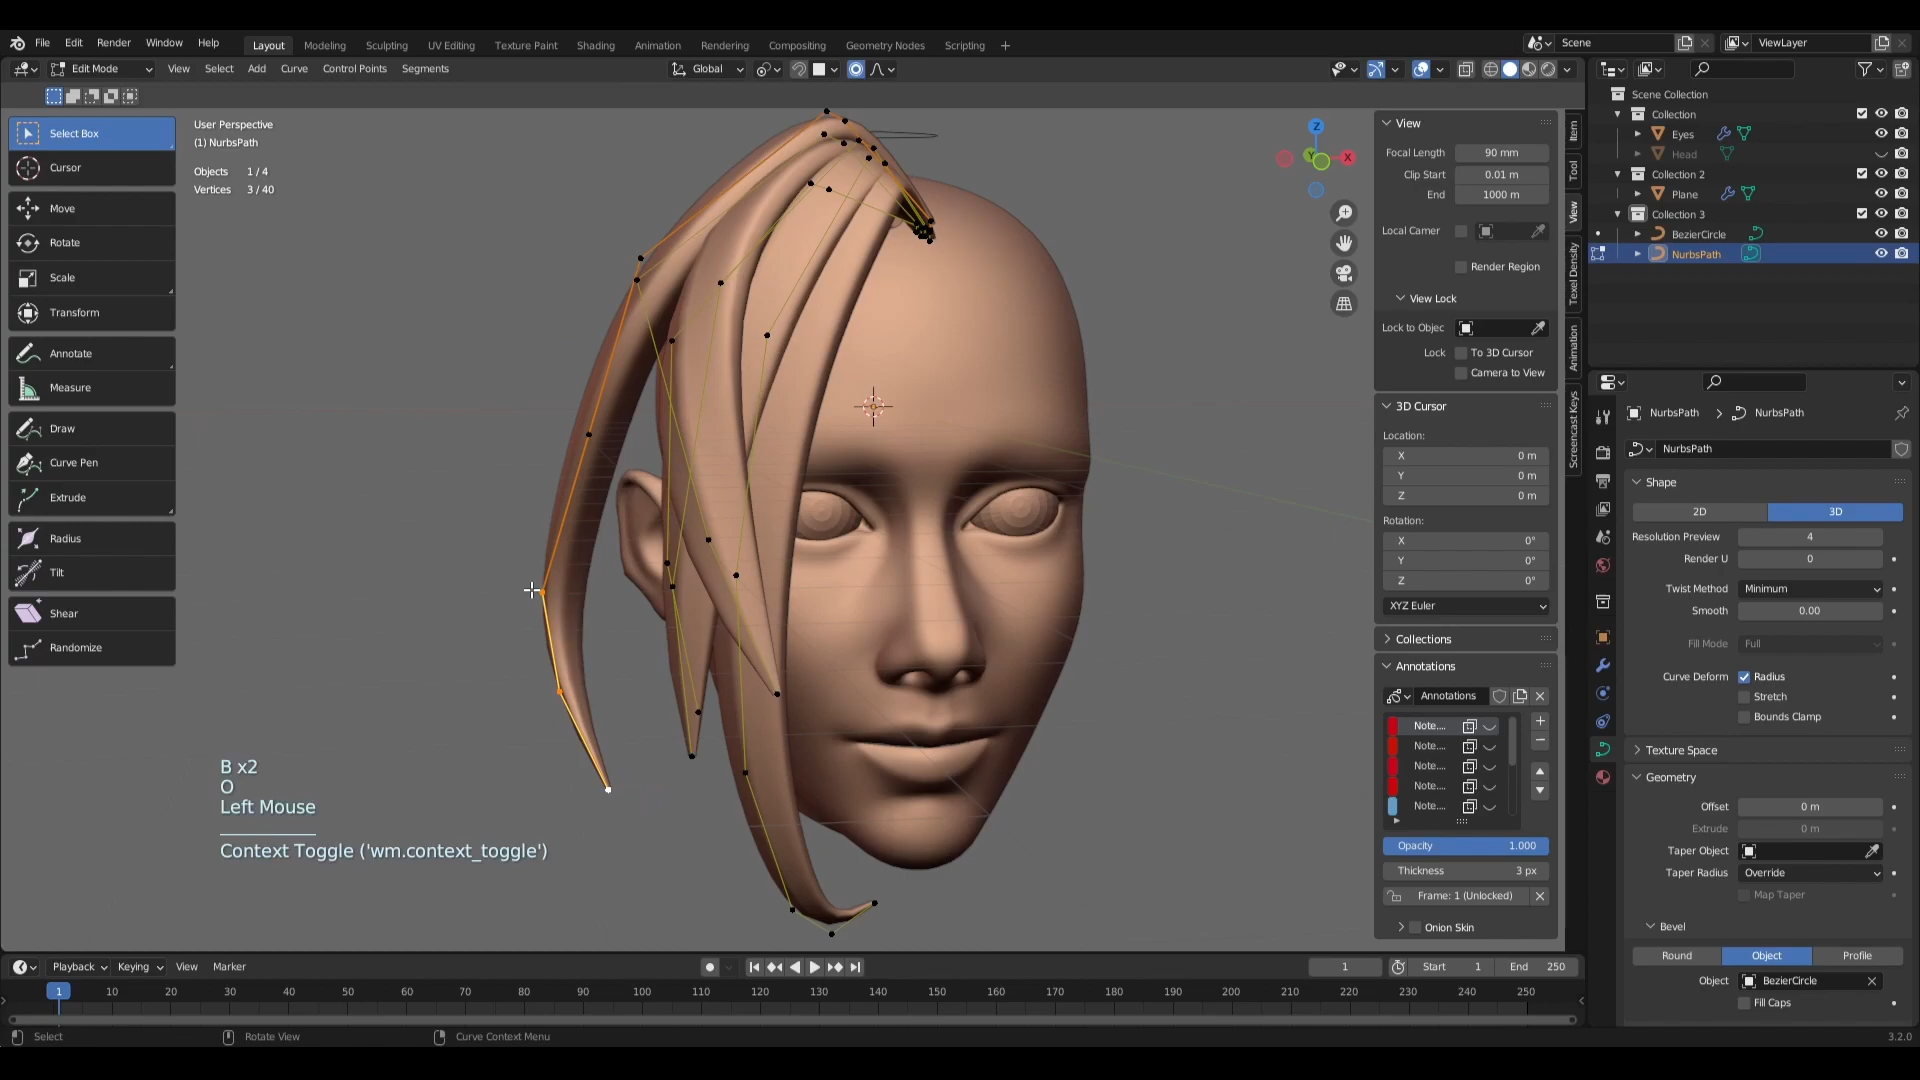 File Edit Render Window Help Layout Modeling Sculpting UV Editing Texture Paint Shading Animation Rendering Compositing Geometry Nodes Scripting + Scene ViewLayer
Edit Mode View Select Add Curve Control Points Segments Global
Select Box
Cursor
Move
Rotate
Scale
Transform
Annotate
Measure
Draw
Curve Pen
Extrude
Radius
Tilt
Shear
Randomize
User Perspective
(1) NurbsPath
Objects 1 / 4
Vertices 3 / 40
Z
X
Y
B x2
O
Left Mouse
Context Toggle ('wm.context_toggle')
View
Focal Length 90 mm
Clip Start 0.01 m
End 1000 m
Local Camer
Render Region
View Lock
Lock to Objec
Lock To 3D Cursor
Camera to View
3D Cursor
Location:
X 0 m
Y 0 m
Z 0 m
Rotation:
X 0°
Y 0°
Z 0°
XYZ Euler
Collections
Annotations
Annotations
Note....
Note....
Note....
Note....
Note....
Opacity 1.000
Thickness 3 px
Frame: 1 (Unlocked)
Onion Skin
Item
Tool
View
Texel Density
Animation
Screencast Keys
Scene Collection
Collection
Eyes
Head
Collection 2
Plane
Collection 3
BezierCircle
NurbsPath
NurbsPath > NurbsPath
NurbsPath
Shape
2D 3D
Resolution Preview 4
Render U 0
Twist Method Minimum
Smooth 0.00
Fill Mode Full
Curve Deform Radius
Stretch
Bounds Clamp
Texture Space
Geometry
Offset 0 m
Extrude 0 m
Taper Object
Taper Radius Override
Map Taper
Bevel
Round Object Profile
Object BezierCircle
Fill Caps
Playback Keying View Marker 1 Start 1 End 250
1 10 20 30 40 50 60 70 80 90 100 110 120 130 140 150 160 170 180 190 200 210 220 230 240 250
Select Rotate View Curve Context Menu 3.2.0